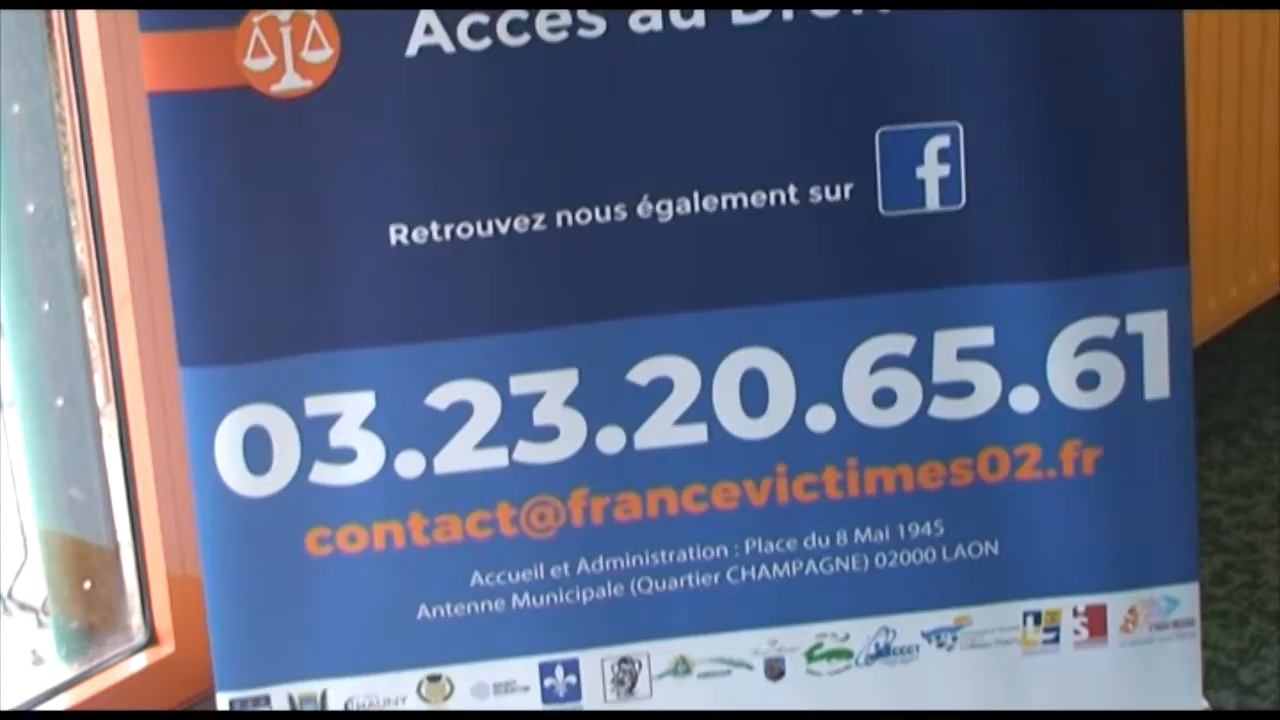 Accès au Droit
Retrouvez nous également sur
f
03.23.20.65.61
contact@francevictimes02.fr
Accueil et Administration : Place du 8 Mai 1945
Antenne Municipale (Quartier CHAMPAGNE) 02000 LAON